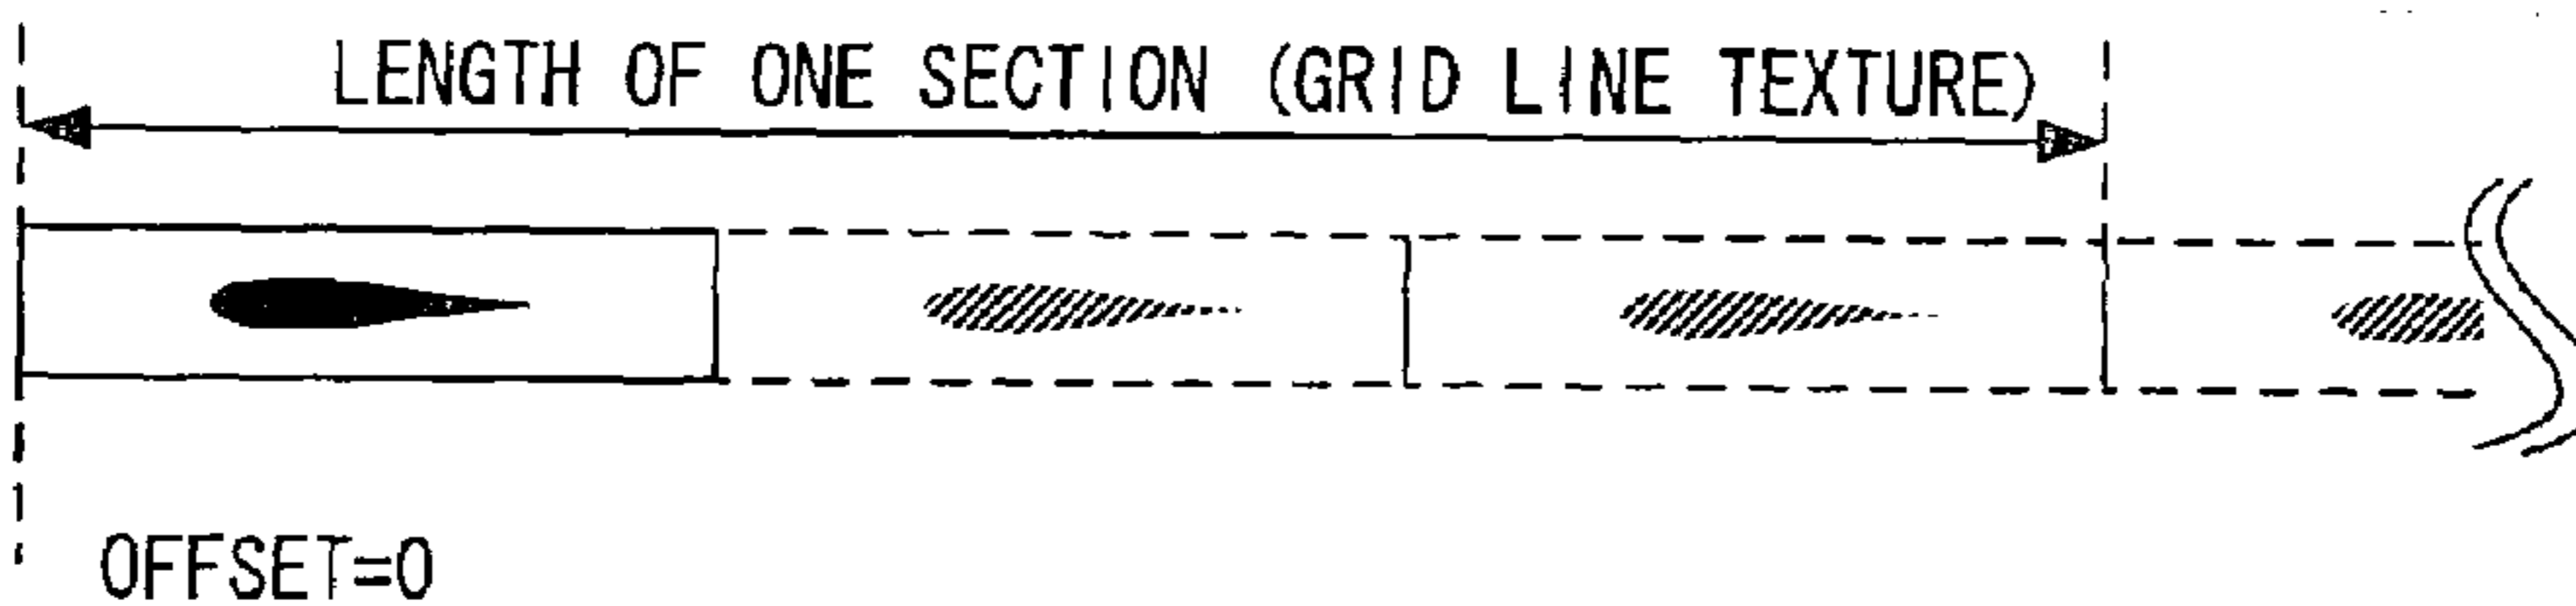 LENGTH OF ONE SECTION (GRID LINE TEXTURE)
OFFSET=0